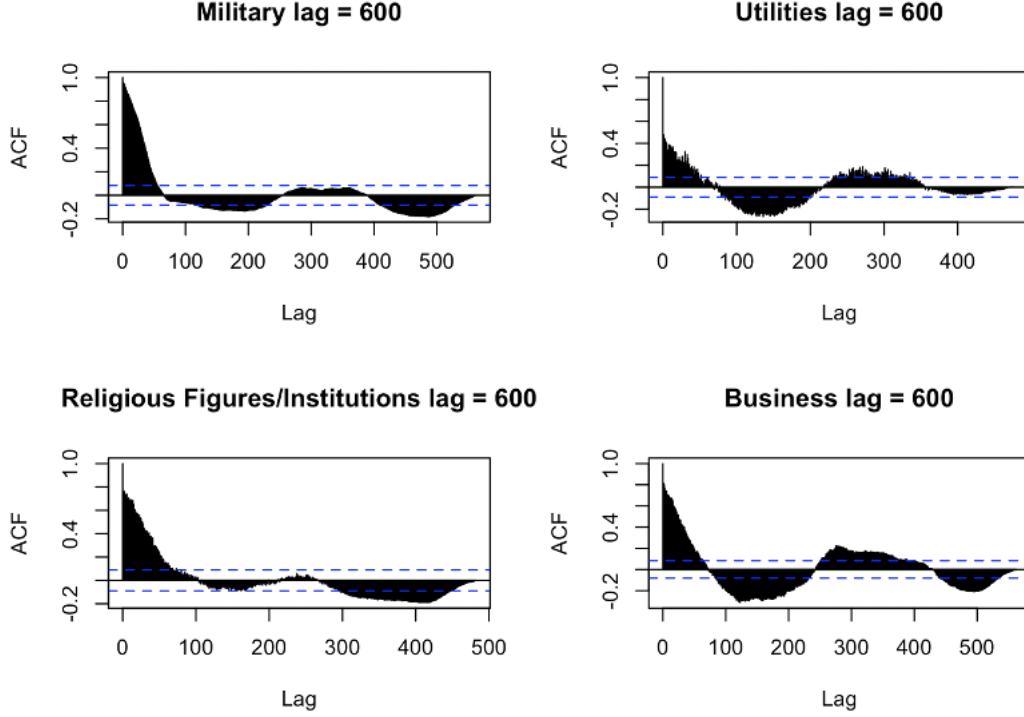 Military lag = 600
Utilities lag = 600
ACF
1.0
0.4
-0.2
0 100 200 300 400 500
Lag
ACF
1.0
0.4
-0.2
0 100 200 300 400
Lag
Religious Figures/Institutions lag = 600
Business lag = 600
ACF
1.0
0.4
-0.2
0 100 200 300 400 500
Lag
ACF
1.0
0.4
-0.2
0 100 200 300 400 500
Lag